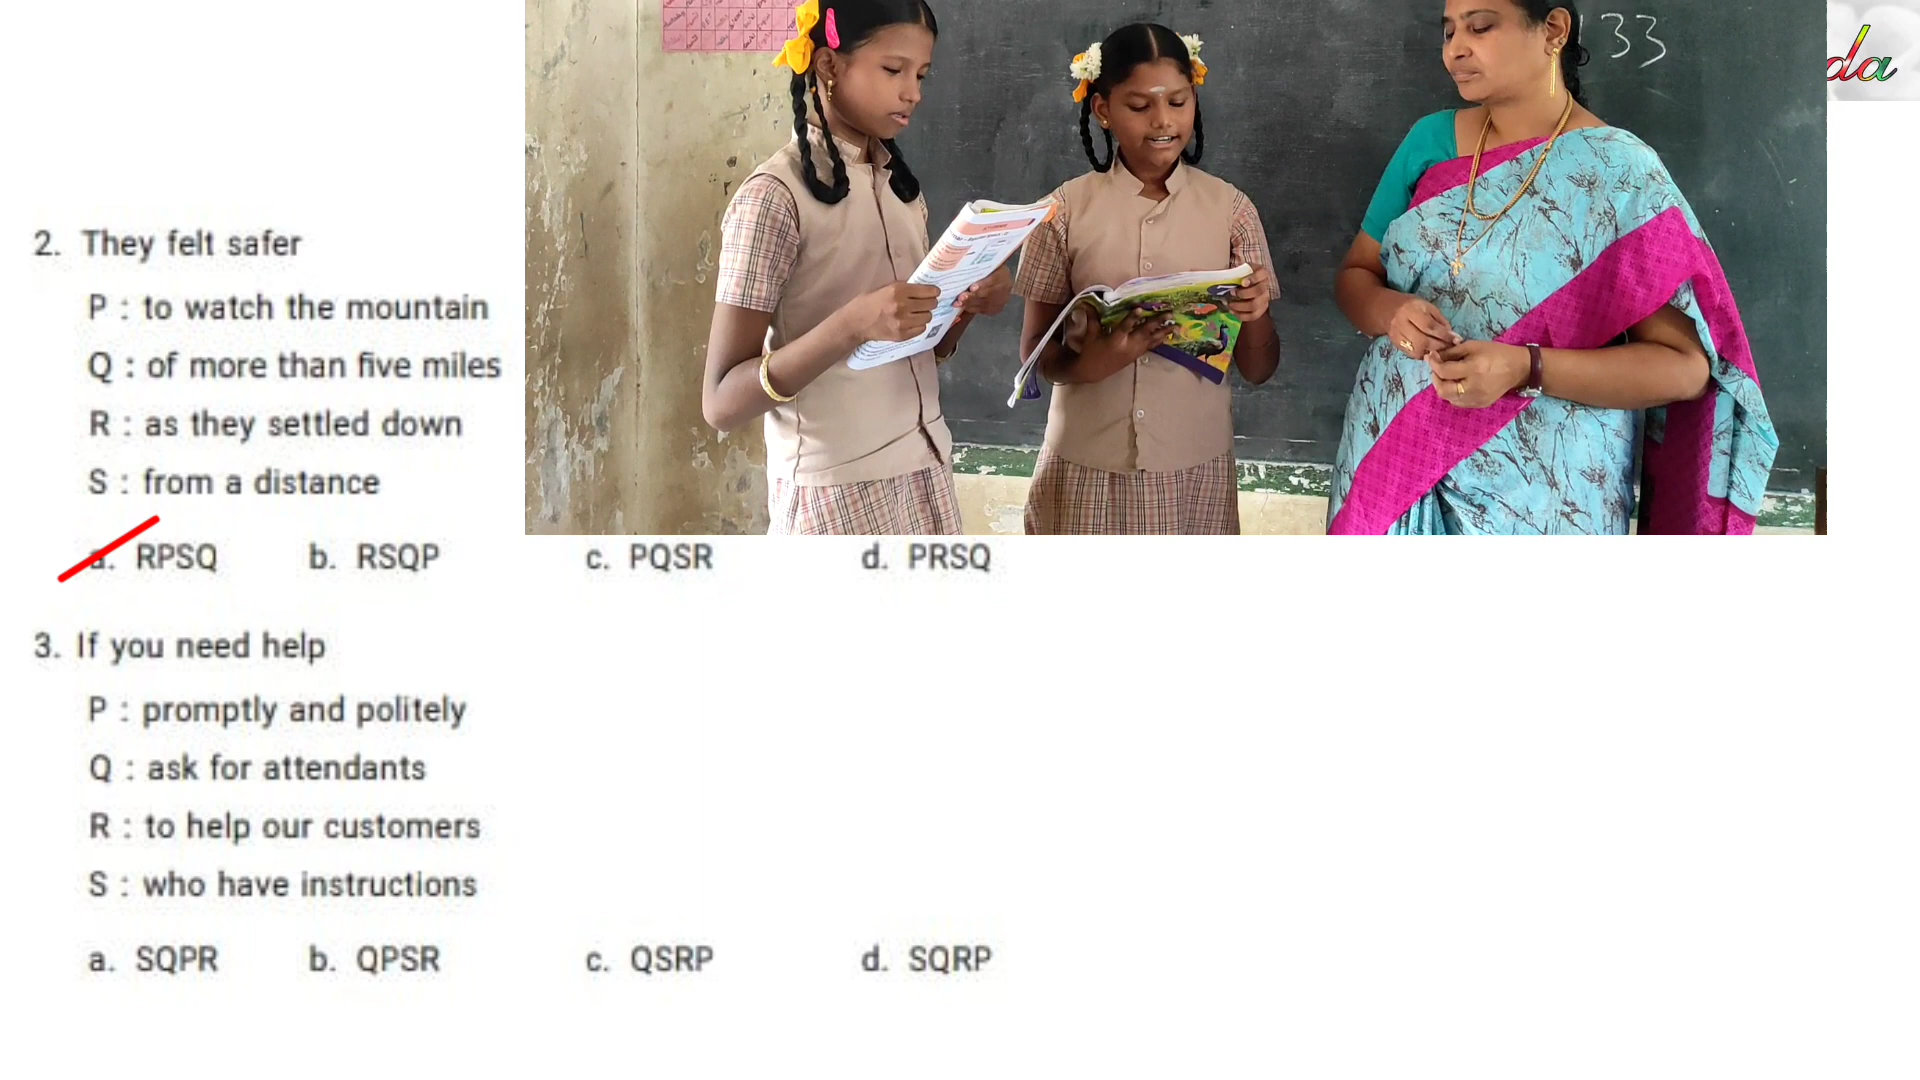 133
da
2. They felt safer
P : to watch the mountain
Q : of more than five miles
R : as they settled down
S : from a distance
a. RPSQ b. RSQP c. PQSR d. PRSQ
3. If you need help
P : promptly and politely
Q : ask for attendants
R : to help our customers
S : who have instructions
a. SQPR b. QPSR c. QSRP d. SQRP